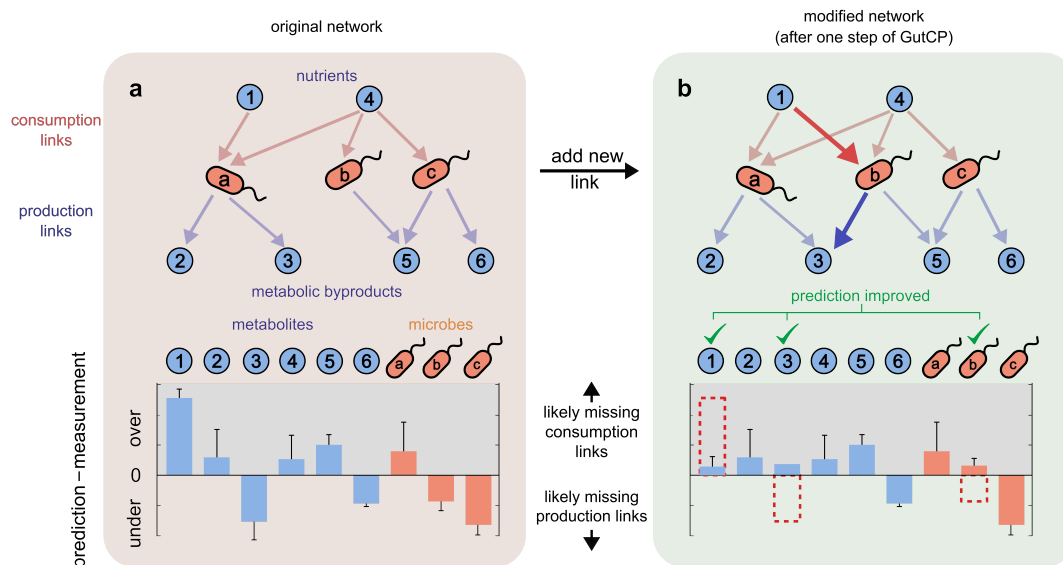 original network
modified network
(after one step of GutCP)
a
nutrients
1
4
consumption
links
a
b
c
production
links
2
3
5
6
metabolic byproducts
add new
link
b
1
4
a
b
c
2
3
5
6
metabolites
microbes
1
2
3
4
5
6
a
b
c
prediction – measurement
over
0
under
likely missing
consumption
links
likely missing
production links
prediction improved
1
2
3
4
5
6
a
b
c